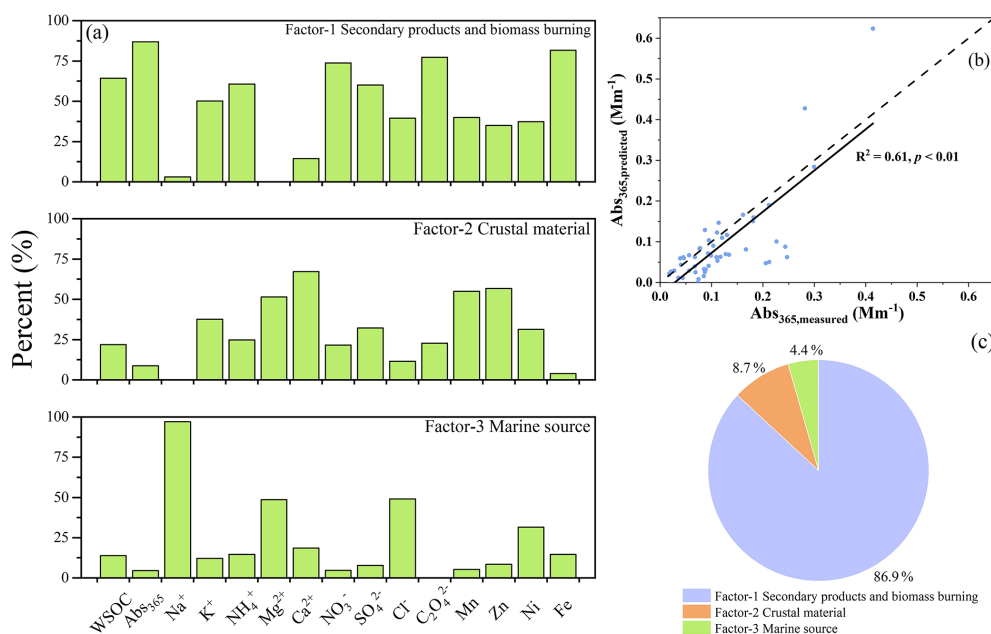 Percent (%)
(a)
Factor-1 Secondary products and biomass burning
100
75
50
25
0
Factor-2 Crustal material
100
75
50
25
0
Factor-3 Marine source
100
75
50
25
0
WSOC Abs365 Na⁺ K⁺ NH₄⁺ Mg²⁺ Ca²⁺ NO₃⁻ SO₄²⁻ Cl⁻ C₂O₄²⁻ Mn Zn Ni Fe
(b)
Abs365,predicted (Mm⁻¹)
0.6
0.5
0.4
0.3
0.2
0.1
0.0
R² = 0.61, p < 0.01
0.0 0.1 0.2 0.3 0.4 0.5 0.6
Abs365,measured (Mm⁻¹)
(c)
4.4 %
8.7 %
86.9 %
Factor-1 Secondary products and biomass burning
Factor-2 Crustal material
Factor-3 Marine source